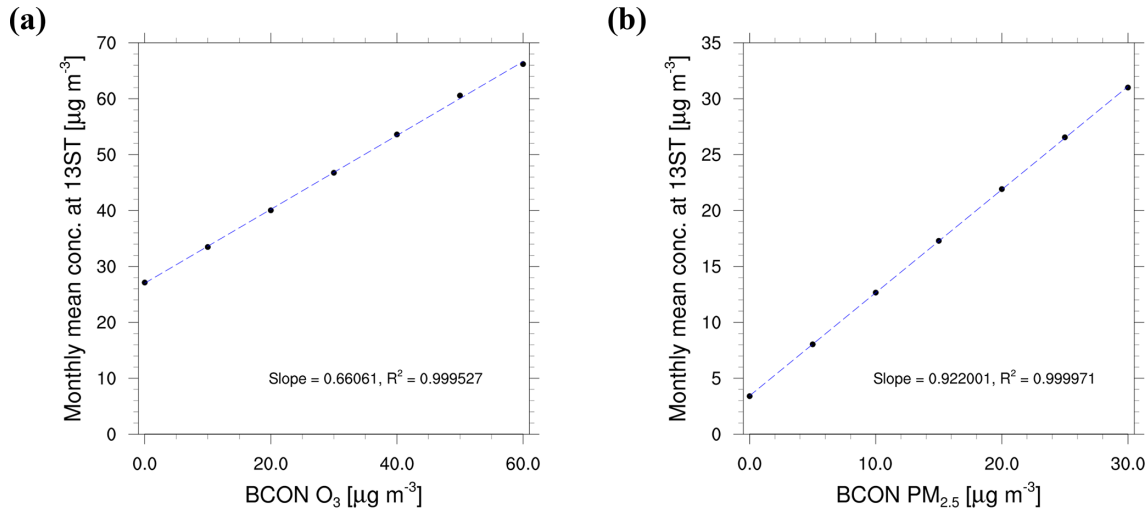 (a)
Monthly mean conc. at 13ST [µg m⁻³]
70
60
50
40
30
20
10
0
Slope = 0.66061, R² = 0.999527
0.0 20.0 40.0 60.0
BCON O₃ [µg m⁻³]
(b)
Monthly mean conc. at 13ST [µg m⁻³]
35
30
25
20
15
10
5
0
Slope = 0.922001, R² = 0.999971
0.0 10.0 20.0 30.0
BCON PM₂.₅ [µg m⁻³]